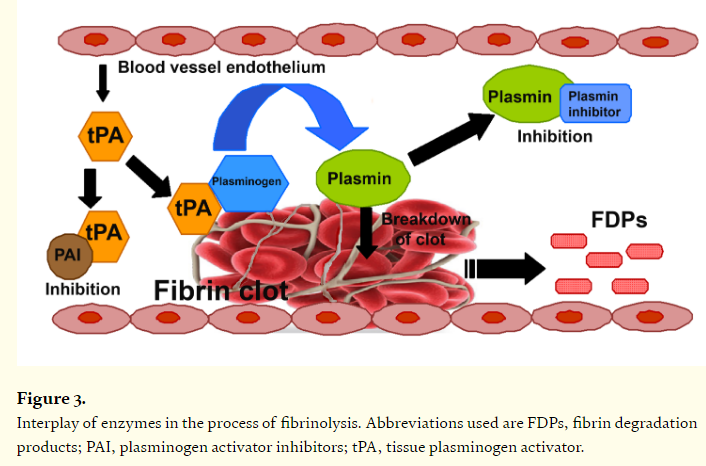 Blood vessel endothelium
tPA
Plasminogen
tPA
tPA
PAI
Inhibition
Plasmin
Plasmin
Plasmin
inhibitor
Inhibition
Breakdown
of clot
Fibrin clot
FDPs
Figure 3.
Interplay of enzymes in the process of fibrinolysis. Abbreviations used are FDPs, fibrin degradation
products; PAI, plasminogen activator inhibitors; tPA, tissue plasminogen activator.